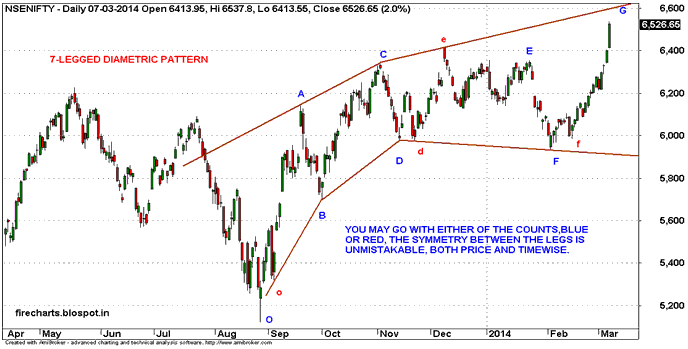 NSENIFTY - Daily 07-03-2014 Open 6413.95, Hi 6537.8, Lo 6413.55, Close 6526.65 (2.0%)
G
6,600
6,526.65
7-LEGGED DIAMETRIC PATTERN
C
e
E
6,400
A
6,200
6,000
D
d
F
f
5,800
B
YOU MAY GO WITH EITHER OF THE COUNTS,BLUE
OR RED, THE SYMMETRY BETWEEN THE LEGS IS
UNMISTAKABLE, BOTH PRICE AND TIMEWISE.
5,600
5,400
o
firecharts.blogspot.in
O
5,200
Apr May Jun Jul Aug Sep Oct Nov Dec 2014 Feb Mar
Created with AmiBroker - advanced charting and technical analysis software. http://www.amibroker.com